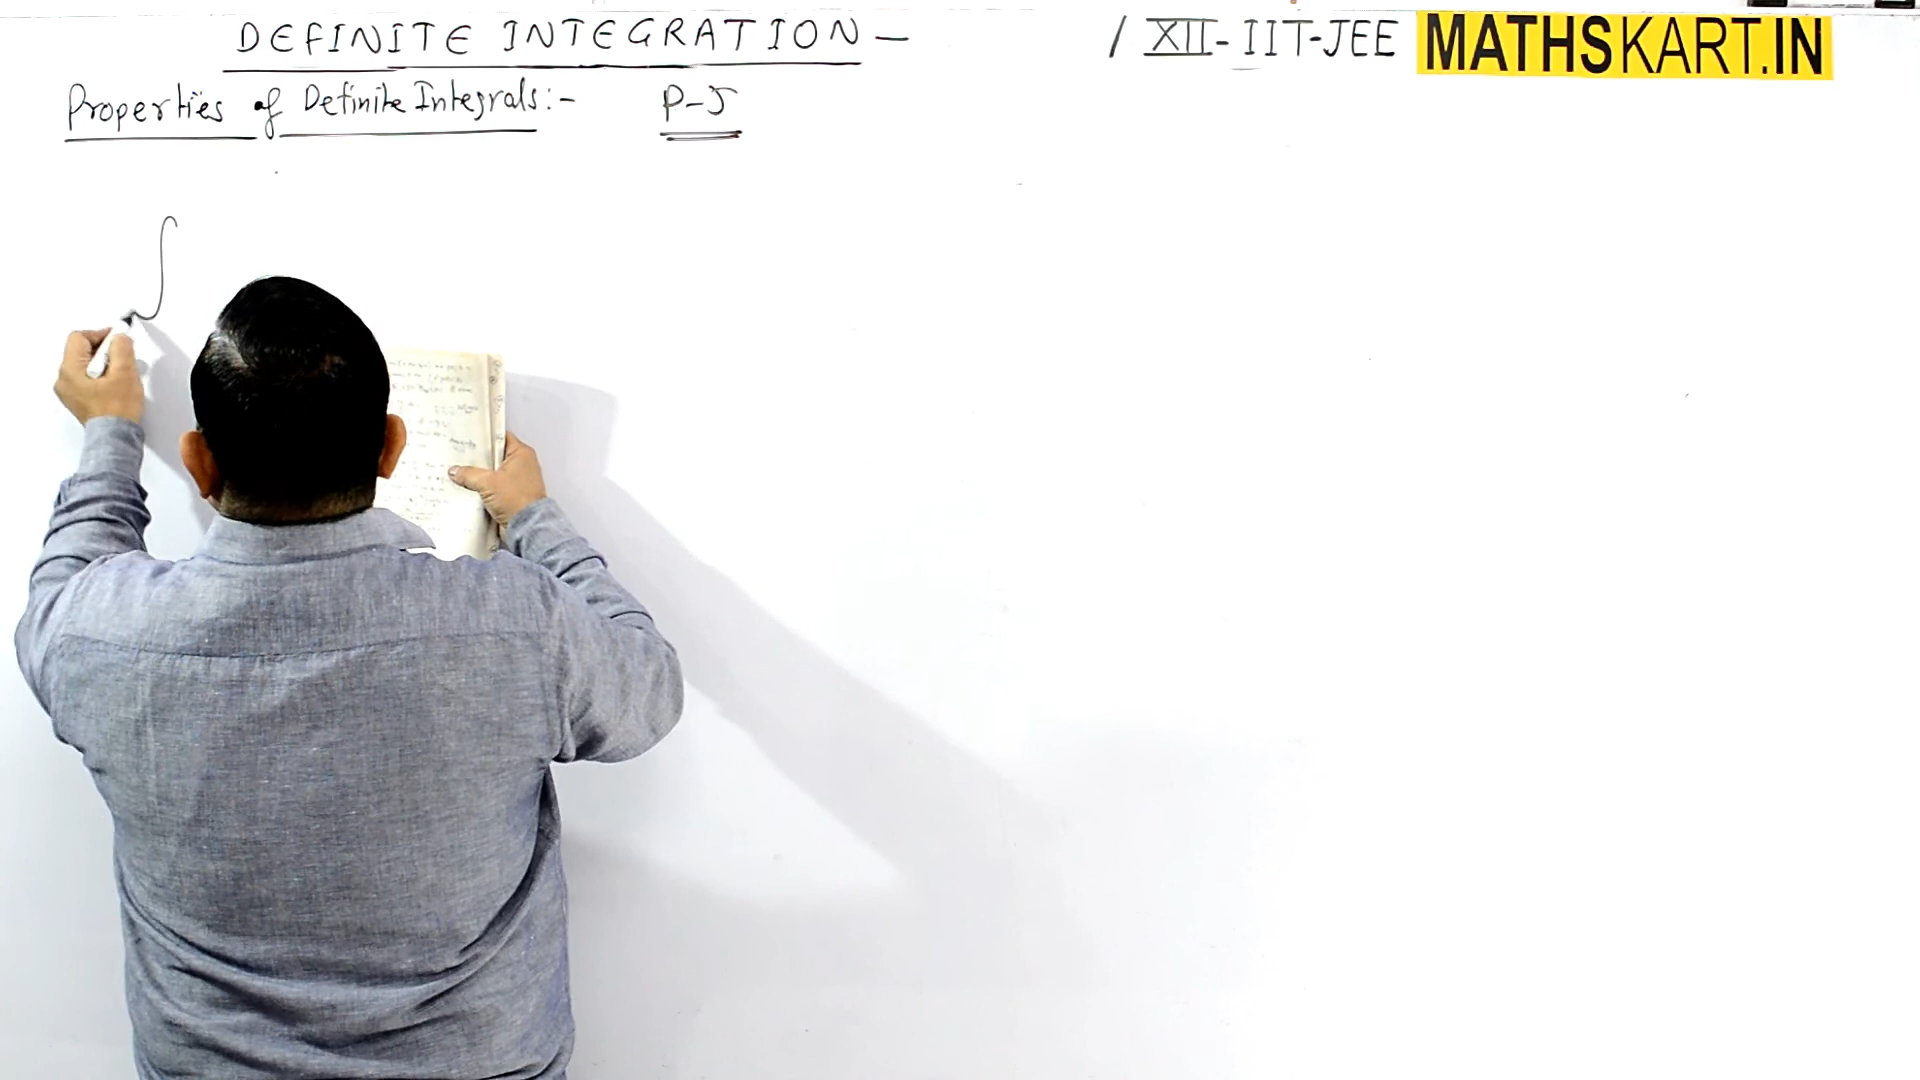 DEFINITE INTEGRATION — / XII-IIT-JEE MATHSKART.IN
Properties of Definite Integrals:- P-5
∫